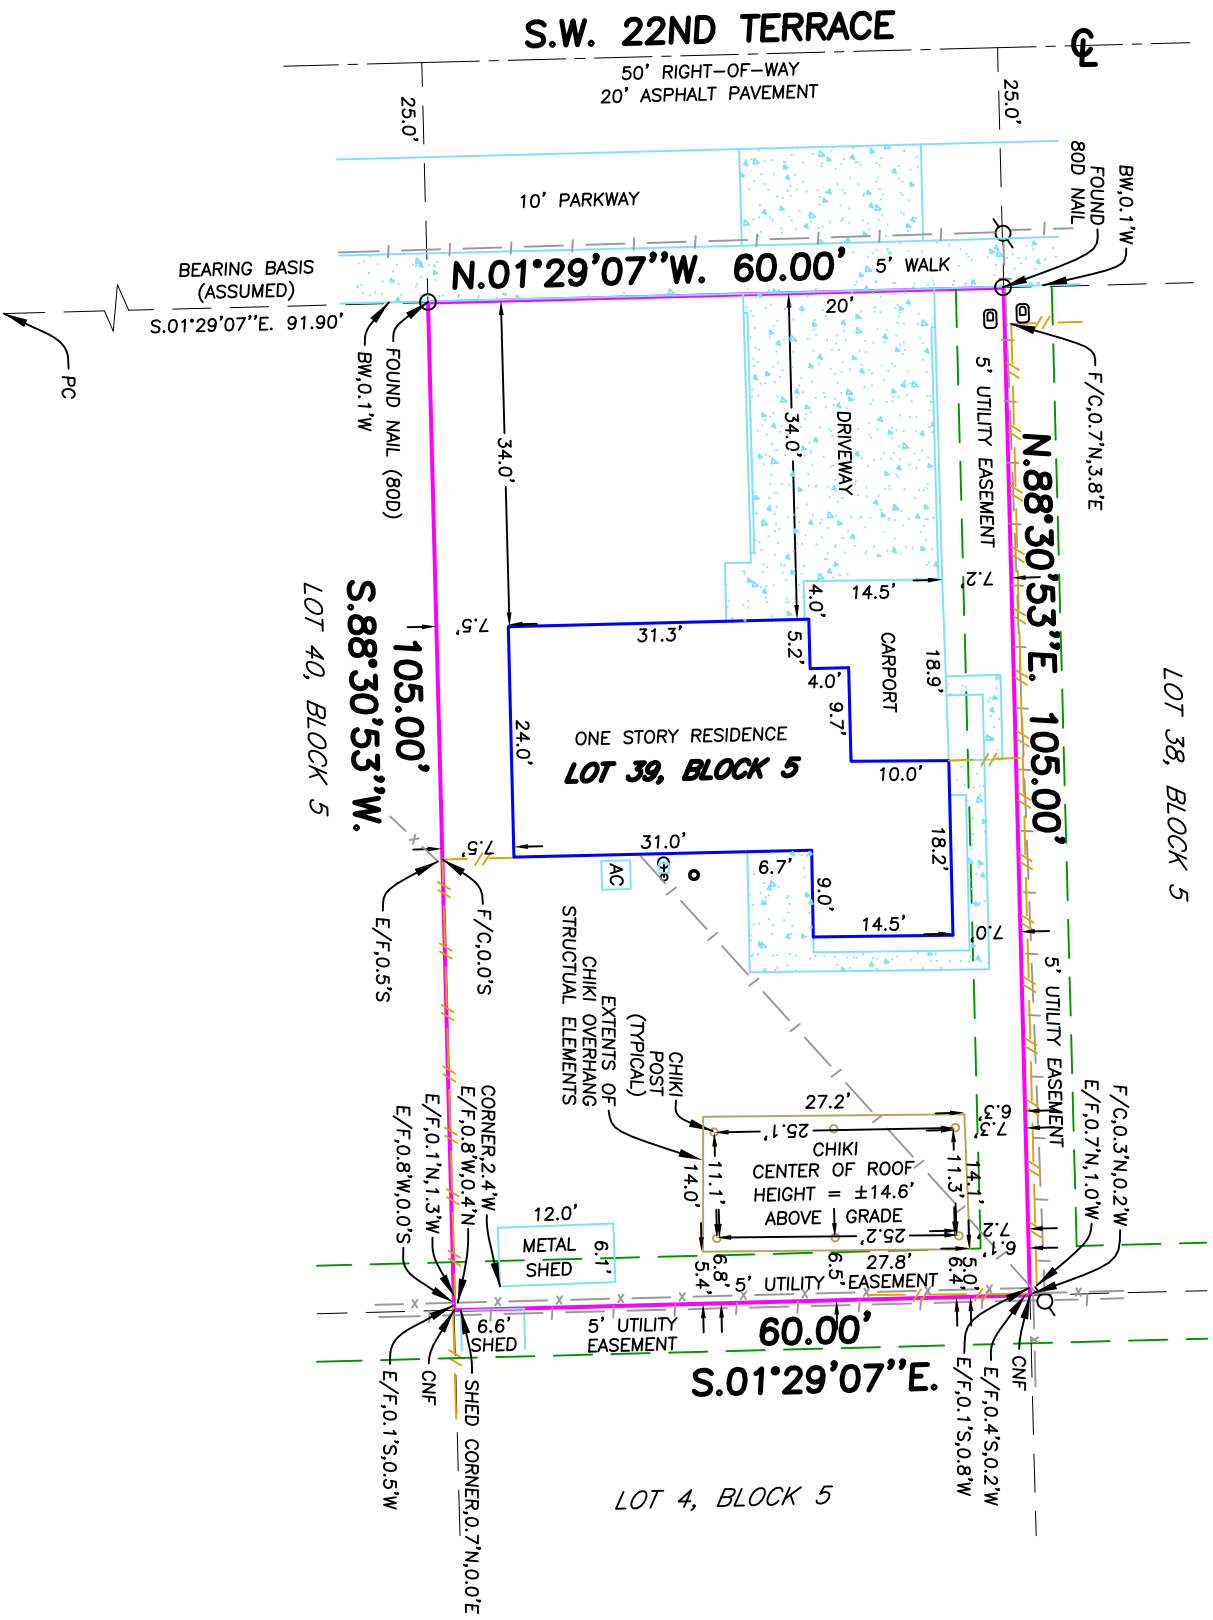 S.W. 22ND TERRACE
℄
50' RIGHT-OF-WAY
20' ASPHALT PAVEMENT
25.0'
25.0'
10' PARKWAY
BW,0.1'W
FOUND
80D NAIL
5' WALK
N.01°29'07"W. 60.00'
BEARING BASIS
(ASSUMED)
S.01°29'07"E. 91.90'
PC
FOUND NAIL (80D)
BW,0.1'W
20'
5' UTILITY EASEMENT
F/C,0.7'N,3.8'E
N.88°30'53"E. 105.00'
LOT 38, BLOCK 5
34.0'
34.0'
DRIVEWAY
7.2'
14.5'
4.0'
CARPORT
18.9'
7.5'
31.3'
5.2'
4.0'
9.7'
10.0'
24.0'
ONE STORY RESIDENCE
LOT 39, BLOCK 5
18.2'
105.00'
S.88°30'53"W.
LOT 40, BLOCK 5
7.5'
31.0'
AC
6.7'
9.0'
14.5'
7.0'
E/F,0.5'S
F/C,0.0'S
5' UTILITY EASEMENT
CHIKI
POST
(TYPICAL)
EXTENTS OF
CHIKI OVERHANG
STRUCTUAL ELEMENTS
27.2'
25.1'
6.3'
7.3'
CHIKI
CENTER OF ROOF
HEIGHT = ±14.6'
ABOVE GRADE
14.0'
11.1'
11.3'
14.1'
25.2'
27.8'
7.2'
6.1'
F/C,0.3'N,0.2'W
E/F,0.7'N,1.0'W
CORNER,2.4'W
E/F,0.8'W,0.4'N
E/F,0.1'N,1.3'W
E/F,0.8'W,0.0'S
12.0'
METAL
SHED
6.1'
5.4'
6.8'
6.5'
6.4'
5.0'
5' UTILITY EASEMENT
6.6'
SHED
5' UTILITY
EASEMENT
60.00'
S.01°29'07"E.
CNF
E/F,0.4'S,0.2'W
E/F,0.1'S,0.8'W
SHED CORNER,0.7'N,0.0'E
CNF
E/F,0.1'S,0.5'W
LOT 4, BLOCK 5